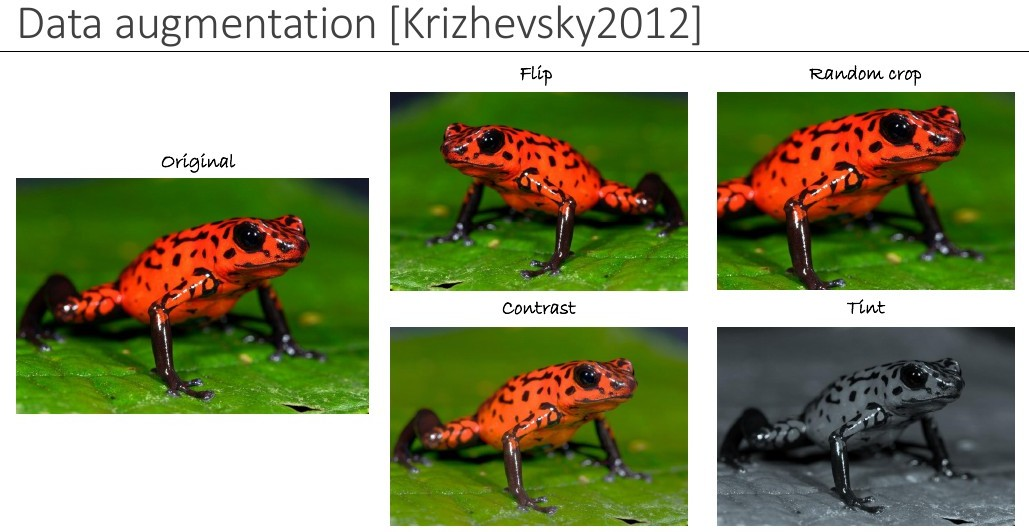 Data augmentation [Krizhevsky2012]
Original
Flip
Random crop
Contrast
Tint